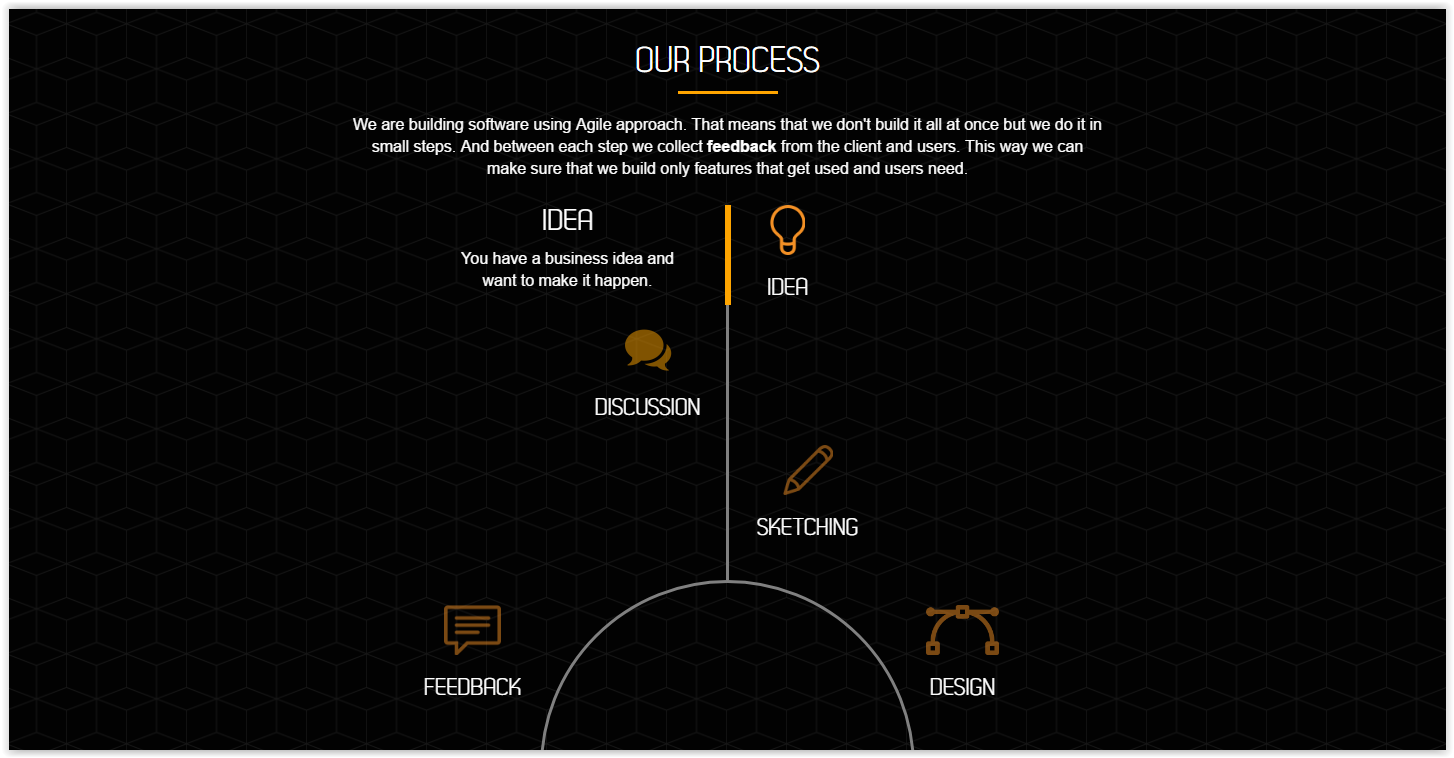 OUR PROCESS
We are building software using Agile approach. That means that we don't build it all at once but we do it in
small steps. And between each step we collect feedback from the client and users. This way we can
make sure that we build only features that get used and users need.
IDEA
You have a business idea and
want to make it happen.
IDEA
DISCUSSION
SKETCHING
FEEDBACK
DESIGN